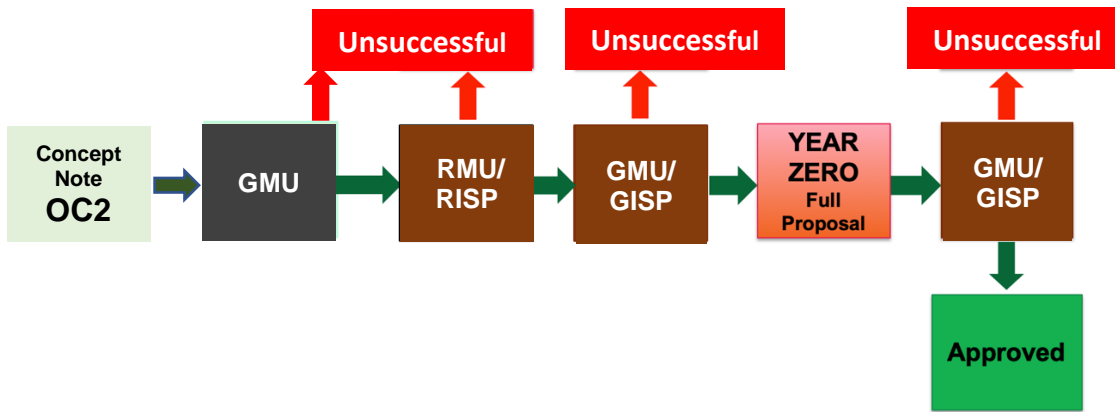 Unsuccessful
Unsuccessful
Unsuccessful
Concept
Note
OC2
GMU
RMU/
RISP
GMU/
GISP
YEAR
ZERO
Full
Proposal
GMU/
GISP
Approved